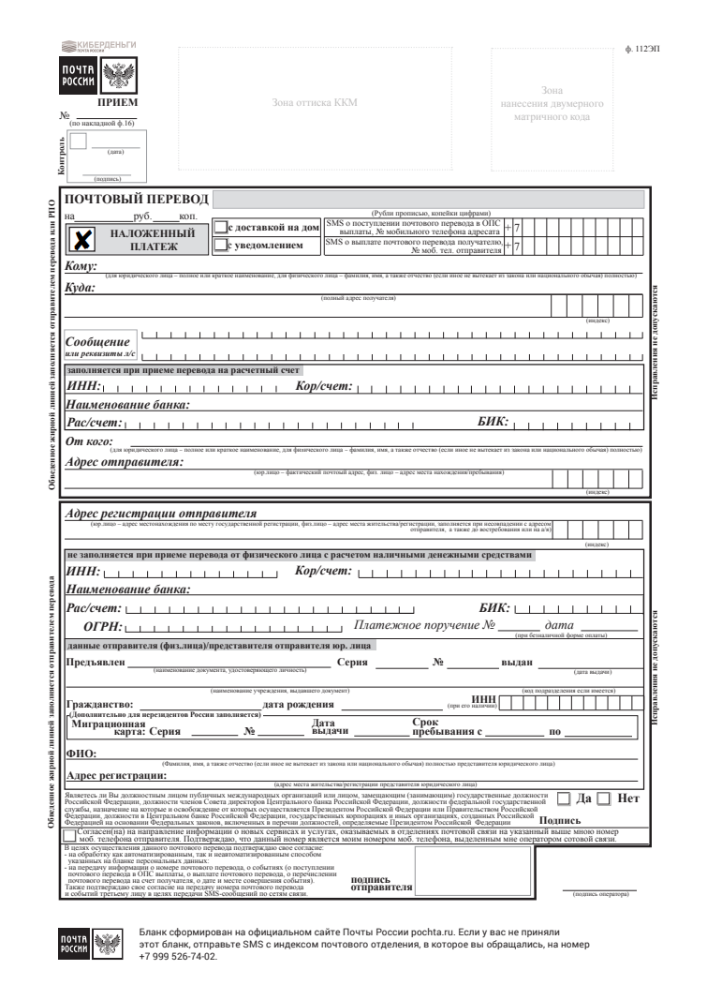 КИБЕРДЕНЬГИ
ПОЧТА РОССИИ
ф. 112ЭП
ПОЧТА
РОССИИ
ПРИЕМ
№
(по накладной ф.16)
Зона оттиска ККМ
Зона
нанесения двумерного
матричного кода
Контроль
(дата)
(подпись)
ПОЧТОВЫЙ ПЕРЕВОД
на руб. коп.
(Рубли прописью, копейки цифрами)
✘ НАЛОЖЕННЫЙ
ПЛАТЕЖ
с доставкой на дом
с уведомлением
SMS о поступлении почтового перевода в ОПС
выплаты, № мобильного телефона адресата
+ 7
SMS о выплате почтового перевода получателю,
№ моб. тел. отправителя
+ 7
Кому:
(для юридического лица – полное или краткое наименование, для физического лица – фамилия, имя, а также отчество (если иное не вытекает из закона или национального обычая) полностью)
Куда:
(полный адрес получателя)
(индекс)
Сообщение
или реквизиты л/с
заполняется при приеме перевода на расчетный счет
ИНН: Кор/счет:
Наименование банка:
Рас/счет: БИК:
От кого:
(для юридического лица – полное или краткое наименование, для физического лица – фамилия, имя, а также отчество (если иное не вытекает из закона или национального обычая) полностью)
Адрес отправителя:
(юр.лицо – фактический почтовый адрес, физ. лицо – адрес места нахождения/пребывания)
(индекс)
Обведенное жирной линией заполняется отправителем перевода или РПО
Исправления не допускаются
Адрес регистрации отправителя
(юр.лицо – адрес местонахождения по месту государственной регистрации, физ.лицо – адрес места жительства/регистрации, заполняется при несовпадении с адресом
отправителя, а также до востребования или на а/я)
(индекс)
не заполняется при приеме перевода от физического лица с расчетом наличными денежными средствами
ИНН: Кор/счет:
Наименование банка:
Рас/счет: БИК:
ОГРН: Платежное поручение № дата
(при безналичной форме оплаты)
данные отправителя (физ.лица)/представителя отправителя юр. лица
Предъявлен Серия № выдан
(наименование документа, удостоверяющего личность) (дата выдачи)
(наименование учреждения, выдавшего документ) (код подразделения если имеется)
Гражданство: дата рождения ИНН
(при его наличии)
(Дополнительно для нерезидентов России заполняется)
Миграционная
карта: Серия № Дата
выдачи Срок
пребывания с по
ФИО:
(Фамилия, имя, а также отчество (если иное не вытекает из закона или национального обычая) полностью представителя юридического лица)
Адрес регистрации:
(адрес места жительства/регистрации представителя юридического лица)
Являетесь ли Вы должностным лицом публичных международных организаций или лицом, замещающим (занимающим) государственные должности
Российской Федерации, должности членов Совета директоров Центрального банка Российской Федерации, должности федеральной государственной
службы, назначение на которые и освобождение от которых осуществляется Президентом Российской Федерации или Правительством Российской
Федерации, должности в Центральном банке Российской Федерации, государственных корпорациях и иных организациях, созданных Российской
Федерацией на основании федеральных законов, включенных в перечни должностей, определяемые Президентом Российской Федерации
Да Нет
Подпись
Согласен(на) на направление информации о новых сервисах и услугах, оказываемых в отделениях почтовой связи на указанный выше мною номер
моб. телефона отправителя. Подтверждаю, что данный номер является моим номером моб. телефона, выделенным мне оператором сотовой связи.
В целях осуществления данного почтового перевода подтверждаю свое согласие:
- на обработку как автоматизированным, так и неавтоматизированным способом
указанных на бланке персональных данных:
- на передачу информации о номере почтового перевода, о событиях (о поступлении
почтового перевода в ОПС выплаты, о выплате почтового перевода, о перечислении
почтового перевода на счет получателя, о дате и месте совершения события).
Также подтверждаю свое согласие на передачу номера почтового перевода
и событий третьему лицу в целях передачи SMS-сообщений по сетям связи.
подпись
отправителя
(подпись оператора)
Обведенное жирной линией заполняется отправителем перевода
Исправления не допускаются
ПОЧТА
РОССИИ
Бланк сформирован на официальном сайте Почты России pochta.ru. Если у вас не приняли
этот бланк, отправьте SMS с индексом почтового отделения, в которое вы обращались, на номер
+7 999 526-74-02.